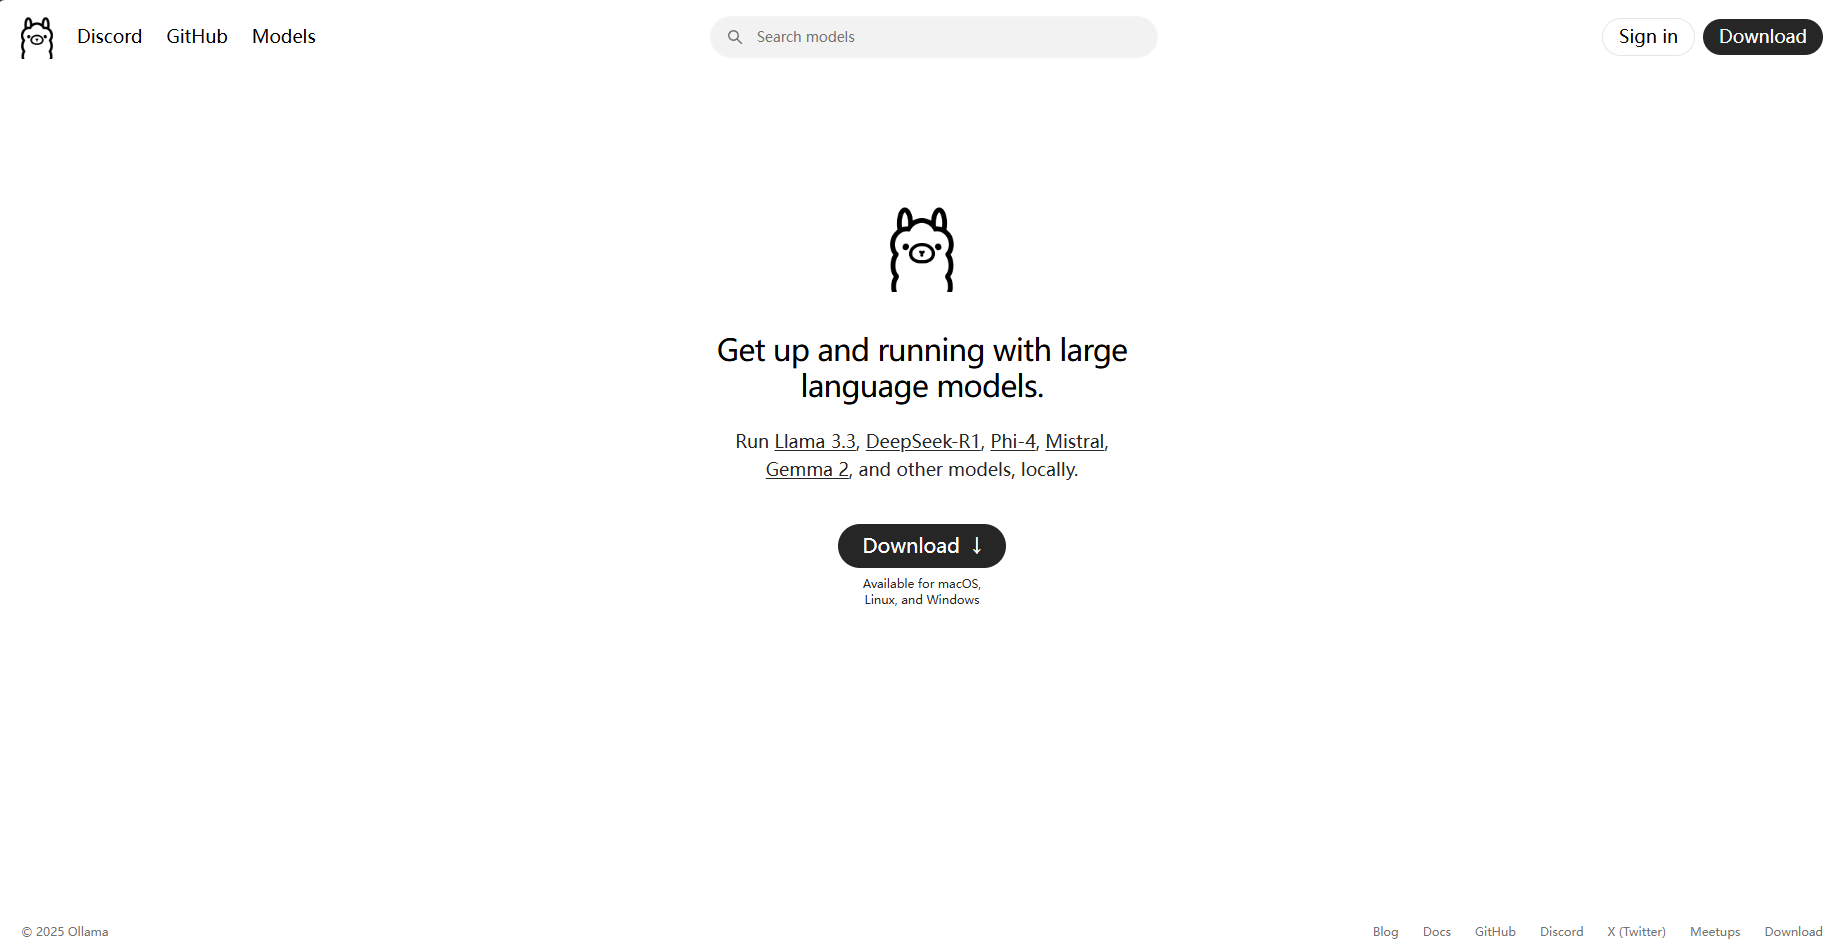 Discord GitHub Models Search models Sign in Download
Get up and running with large
language models.
Run Llama 3.3, DeepSeek-R1, Phi-4, Mistral,
Gemma 2, and other models, locally.
Download ↓
Available for macOS,
Linux, and Windows
© 2025 Ollama Blog Docs GitHub Discord X (Twitter) Meetups Download